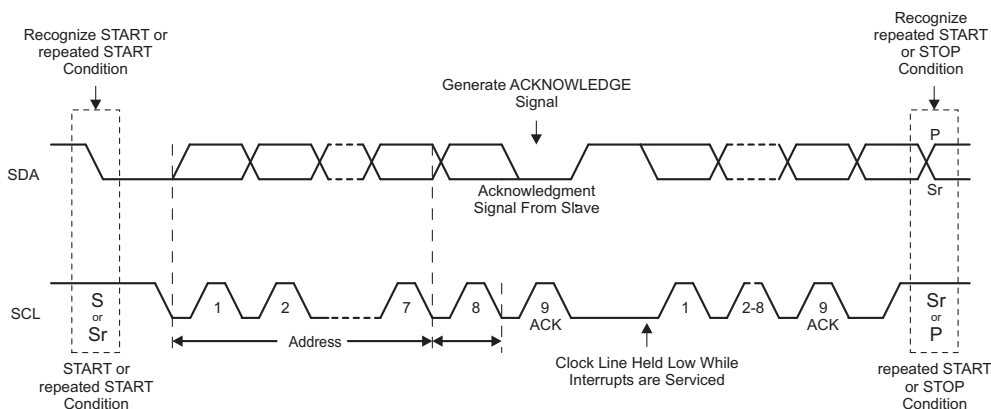 Recognize START or
repeated START
Condition
Recognize
repeated START
or STOP
Condition
Generate ACKNOWLEDGE
Signal
P
SDA
Acknowledgment
Signal From Slave
Sr
SCL
S
or
Sr
1
2
7
8
9
ACK
1
2-8
9
ACK
Sr
or
P
Address
START or
repeated START
Condition
Clock Line Held Low While
Interrupts are Serviced
repeated START
or STOP
Condition